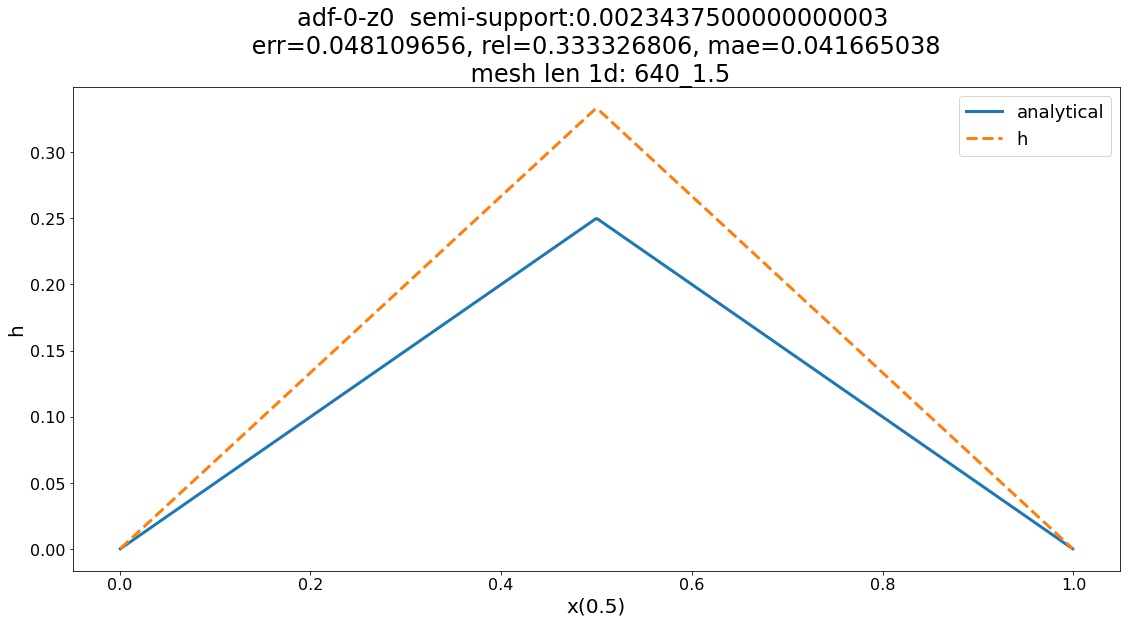 adf-0-z0  semi-support:0.0023437500000000003
err=0.048109656, rel=0.333326806, mae=0.041665038
mesh len 1d: 640_1.5
analytical
h
0.30
0.25
0.20
0.15
0.10
0.05
0.00
h
0.0
0.2
0.4
0.6
0.8
1.0
x(0.5)